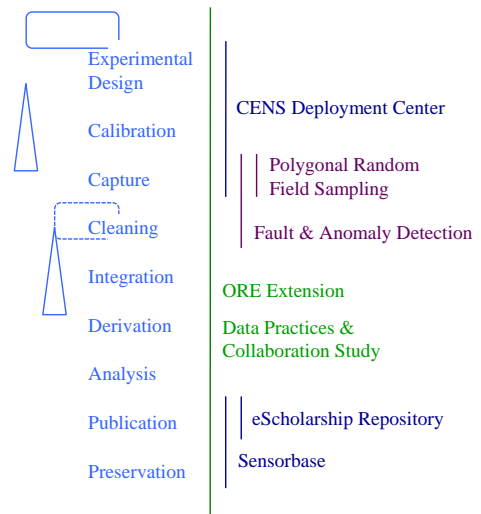 Experimental
Design
Calibration
Capture
Cleaning
Integration
Derivation
Analysis
Publication
Preservation
CENS Deployment Center
Polygonal Random
Field Sampling
Fault & Anomaly Detection
ORE Extension
Data Practices &
Collaboration Study
eScholarship Repository
Sensorbase